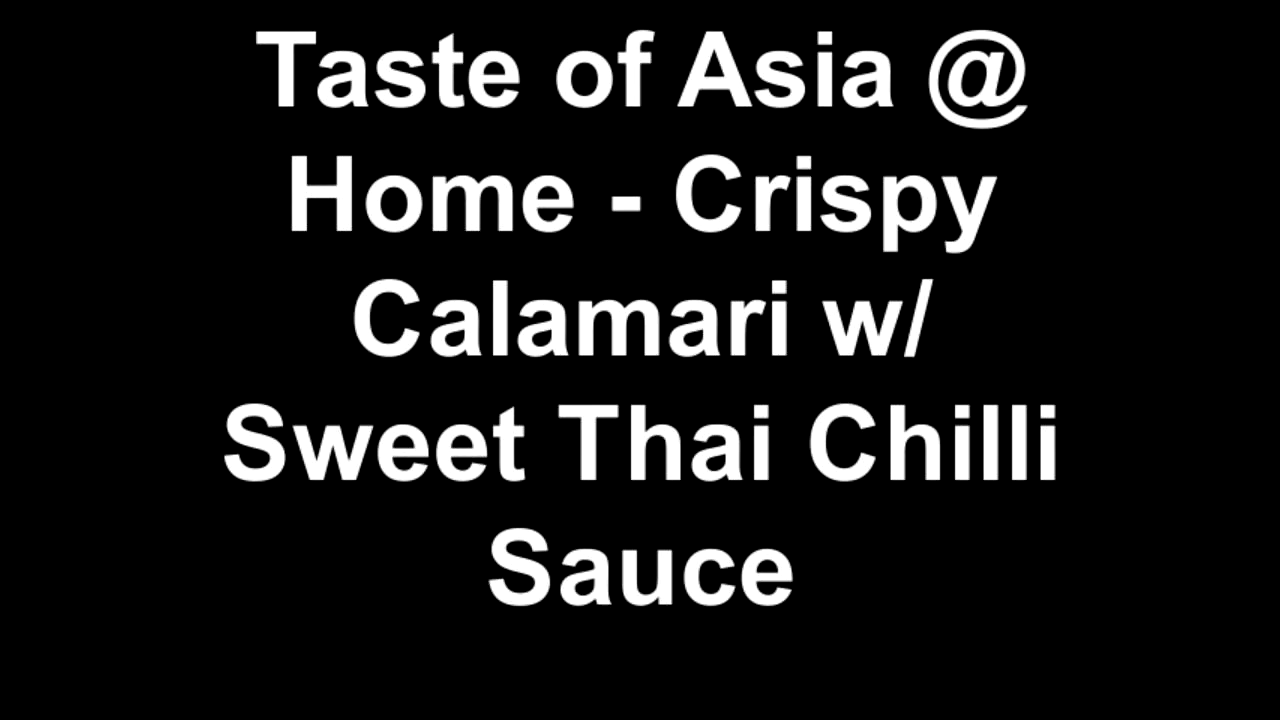 Taste of Asia @
Home - Crispy
Calamari w/
Sweet Thai Chilli
Sauce